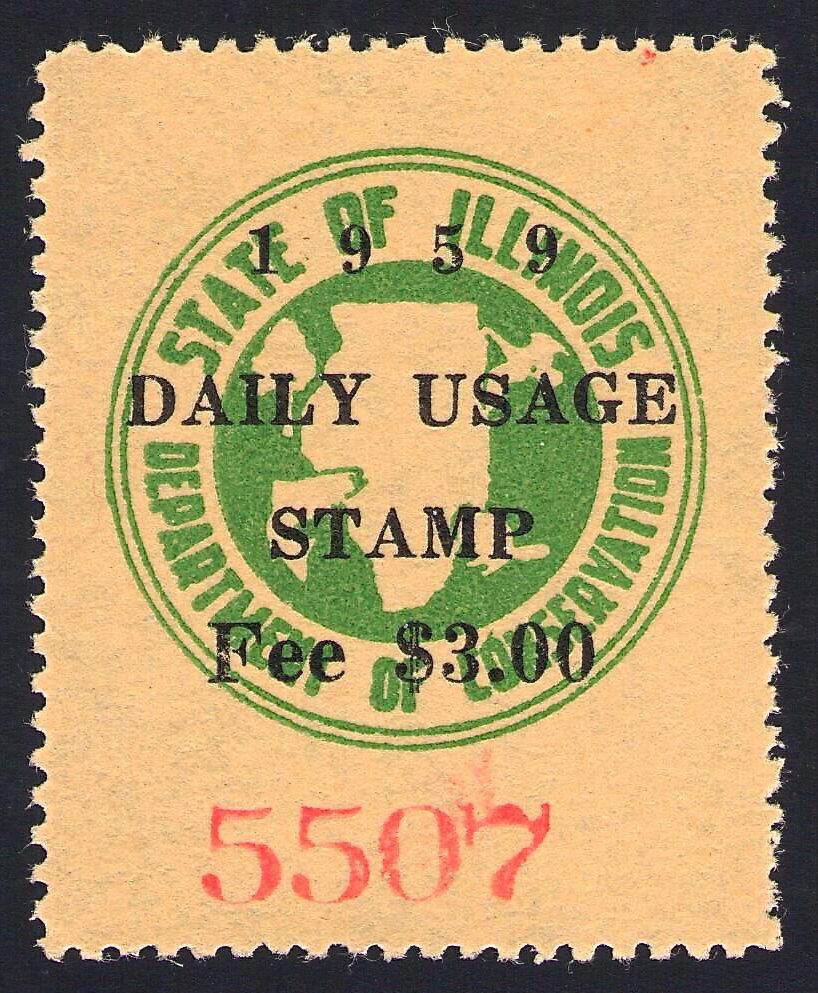 STATE OF ILLINOIS
1 9 5 9
DAILY USAGE
STAMP
Fee $3.00
DEPARTMENT OF CONSERVATION
5507